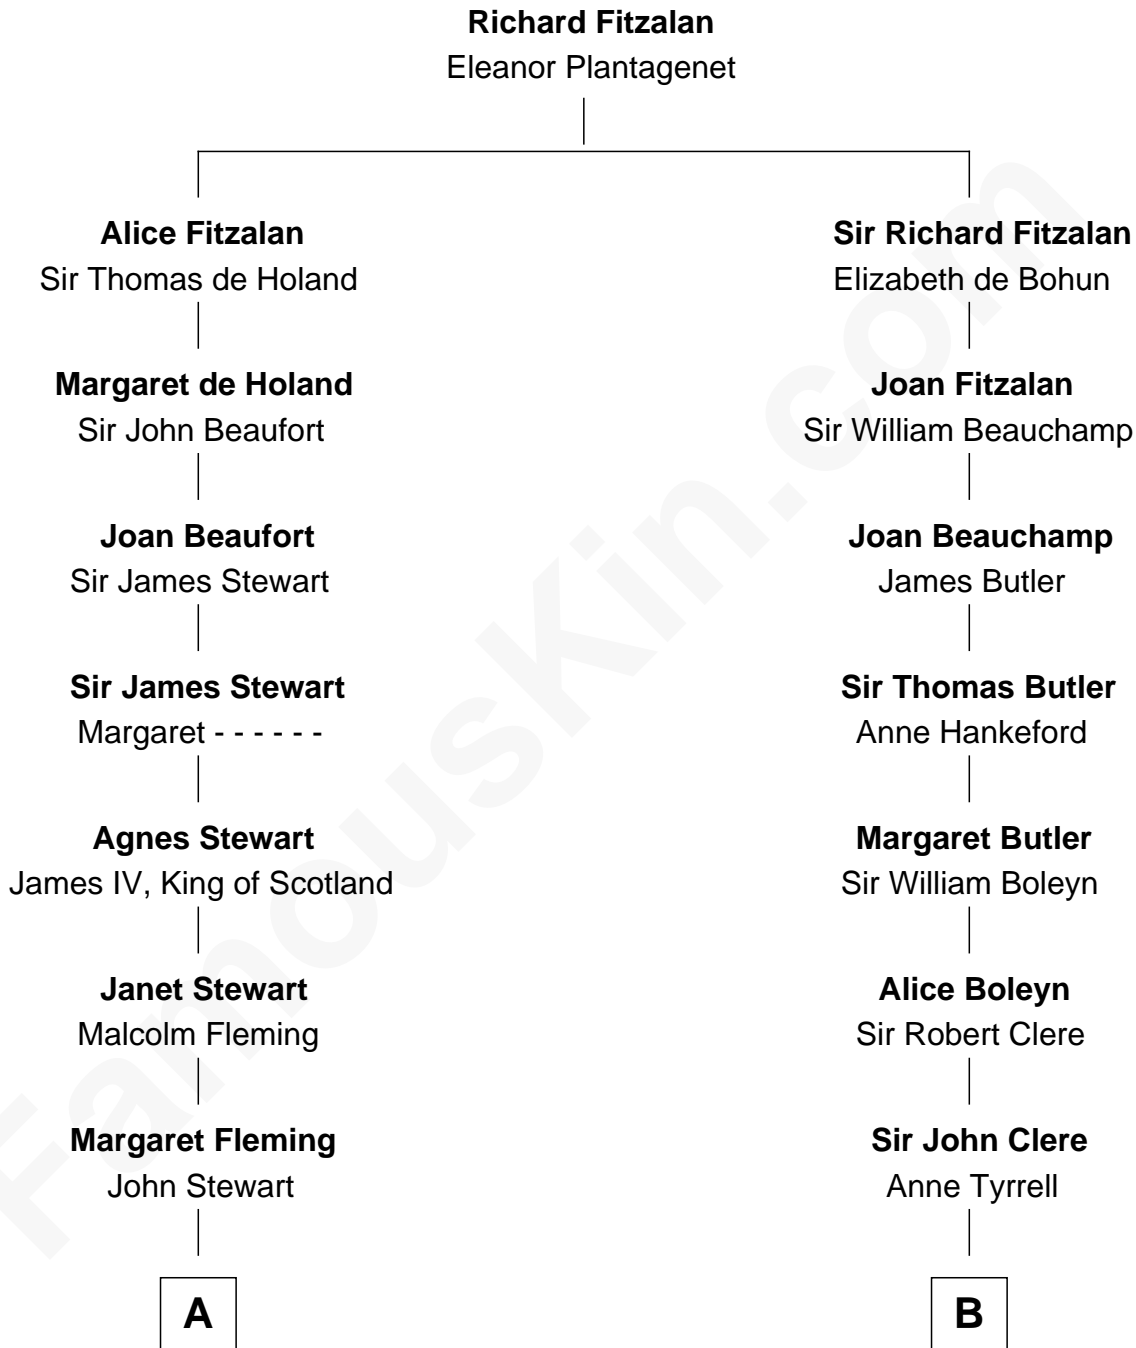 Richard Fitzalan
Eleanor Plantagenet
Alice Fitzalan
Sir Thomas de Holand
Sir Richard Fitzalan
Elizabeth de Bohun
Margaret de Holand
Sir John Beaufort
Joan Fitzalan
Sir William Beauchamp
Joan Beaufort
Sir James Stewart
Joan Beauchamp
James Butler
Sir James Stewart
Margaret - - - - - -
Sir Thomas Butler
Anne Hankeford
Agnes Stewart
James IV, King of Scotland
Margaret Butler
Sir William Boleyn
Janet Stewart
Malcolm Fleming
Alice Boleyn
Sir Robert Clere
Margaret Fleming
John Stewart
Sir John Clere
Anne Tyrrell
A
B
FamousKin.com